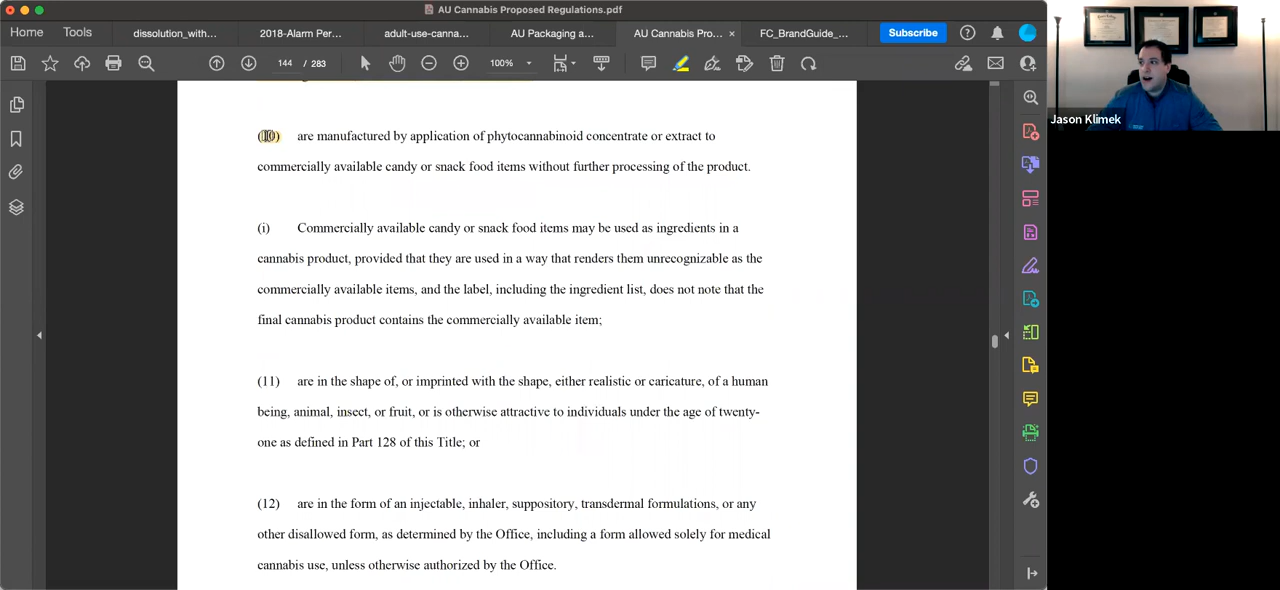 AU Cannabis Proposed Regulations.pdf
Home Tools dissolution_with... 2018-Alarm Per... adult-use-canna... AU Packaging a... AU Cannabis Pro... × FC_BrandGuide_... Subscribe
144 / 283 100%
Jason Klimek
(10) are manufactured by application of phytocannabinoid concentrate or extract to
commercially available candy or snack food items without further processing of the product.
(i) Commercially available candy or snack food items may be used as ingredients in a
cannabis product, provided that they are used in a way that renders them unrecognizable as the
commercially available items, and the label, including the ingredient list, does not note that the
final cannabis product contains the commercially available item;
(11) are in the shape of, or imprinted with the shape, either realistic or caricature, of a human
being, animal, insect, or fruit, or is otherwise attractive to individuals under the age of twenty-
one as defined in Part 128 of this Title; or
(12) are in the form of an injectable, inhaler, suppository, transdermal formulations, or any
other disallowed form, as determined by the Office, including a form allowed solely for medical
cannabis use, unless otherwise authorized by the Office.